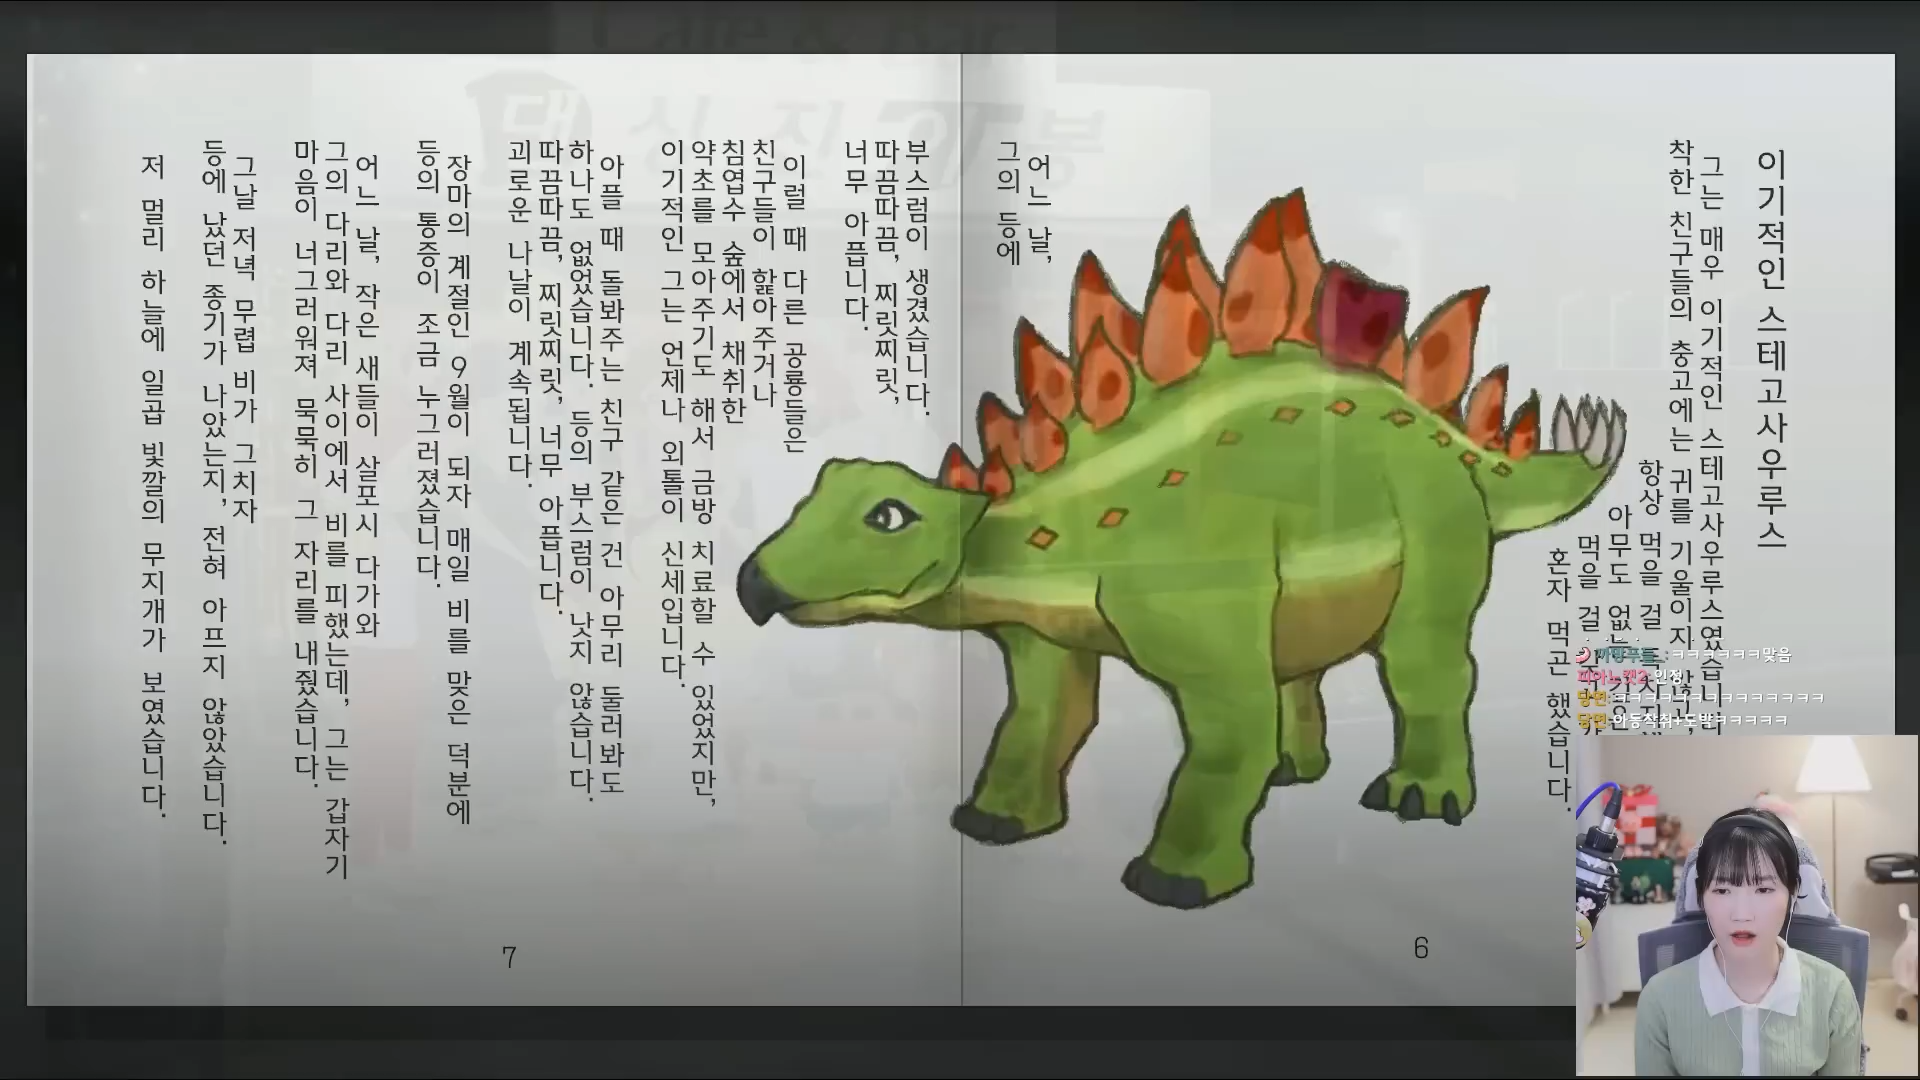 이기적인 스테고사우루스
그는 매우 이기적인 스테고사우루스였습니다
착한 친구들의 충고에는 귀를 기울이지 않고,
항상 먹을 걸
아무도 없는
먹을 걸
혼자 먹곤 했습니다.
어느 날,
그의 등에
6
부스럼이 생겼습니다.
따끔따끔, 찌릿찌릿,
너무 아픕니다.
이럴 때 다른 공룡들은
친구들이 핥아주거나
침엽수 숲에서 채취한
약초를 모아주기도 해서 금방 치료할 수 있었지만,
이기적인 그는 언제나 외톨이 신세입니다.
아플 때 돌봐주는 친구 같은 건 아무리 둘러봐도
하나도 없었습니다. 등의 부스럼이 낫지 않습니다.
따끔따끔, 찌릿찌릿, 너무 아픕니다.
괴로운 나날이 계속됩니다.
장마의 계절인 9월이 되자 매일 비를 맞은 덕분에
등의 통증이 조금 누그러졌습니다.
어느 날, 작은 새들이 살포시 다가와
그의 다리와 다리 사이에서 비를 피했는데, 그는 갑자기
마음이 너그러워져 묵묵히 그 자리를 내줬습니다.
그날 저녁 무렵 비가 그치자
등에 났던 종기가 나았는지, 전혀 아프지 않았습니다.
저 멀리 하늘에 일곱 빛깔의 무지개가 보였습니다.
7
까망푸들 :ㅋㅋㅋㅋㅋㅋ맞음
피아노캣2:인정
당면:ㅋㅋㅋㅋㅋㅋㅋㅋㅋㅋㅋㅋㅋㅋ
당면:아동착취+도박ㅋㅋㅋㅋㅋ